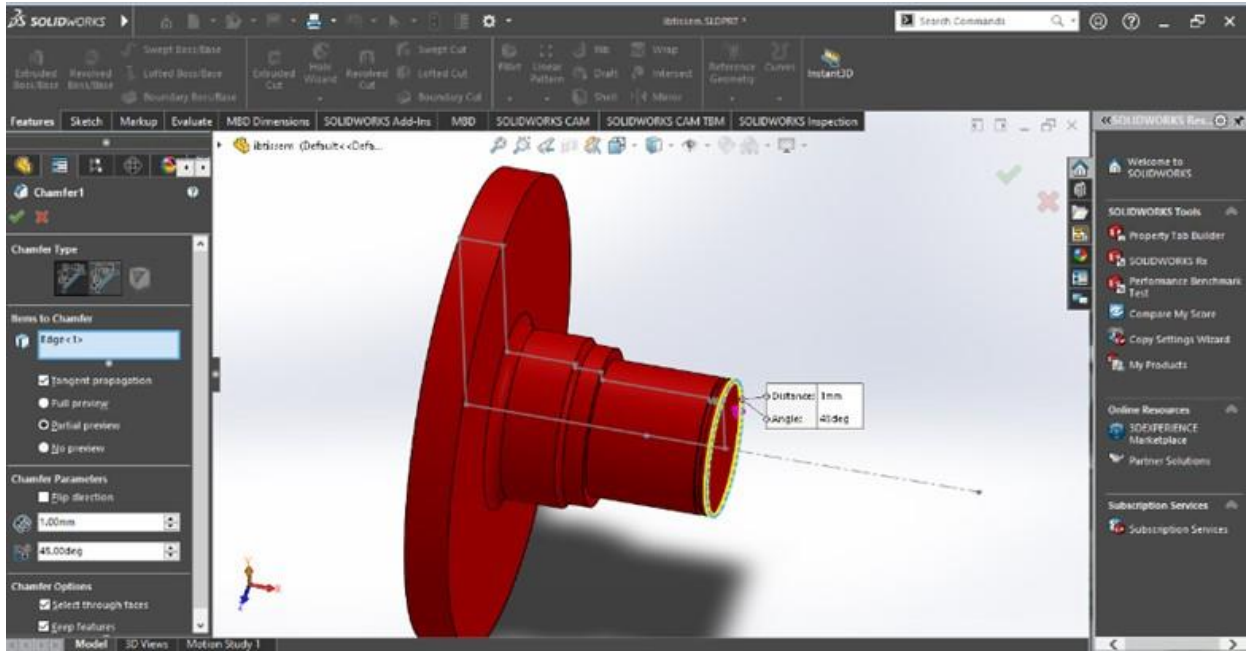 SOLIDWORKS
ibtissem.SLDPRT *
Search Commands
Extruded Boss/Base
Revolved Boss/Base
Swept Boss/Base
Lofted Boss/Base
Boundary Boss/Base
Extruded Cut
Hole Wizard
Revolved Cut
Swept Cut
Lofted Cut
Boundary Cut
Fillet
Linear Pattern
Rib
Draft
Shell
Wrap
Intersect
Mirror
Reference Geometry
Curves
Instant3D
Features
Sketch
Markup
Evaluate
MBD Dimensions
SOLIDWORKS Add-Ins
MBD
SOLIDWORKS CAM
SOLIDWORKS CAM TBM
SOLIDWORKS Inspection
ibtissem (Default<<Defa...
Chamfer1
Chamfer Type
Items to Chamfer
Edge<1>
Tangent propagation
Full preview
Partial preview
No preview
Chamfer Parameters
Flip direction
1.00mm
45.00deg
Chamfer Options
Select through faces
Keep features
Distance: 1mm
Angle: 45deg
SOLIDWORKS Res...
Welcome to
SOLIDWORKS
SOLIDWORKS Tools
Property Tab Builder
SOLIDWORKS Rx
Performance Benchmark
Test
Compare My Score
Copy Settings Wizard
My Products
Online Resources
3DEXPERIENCE
Marketplace
Partner Solutions
Subscription Services
Subscription Services
Model
3D Views
Motion Study 1